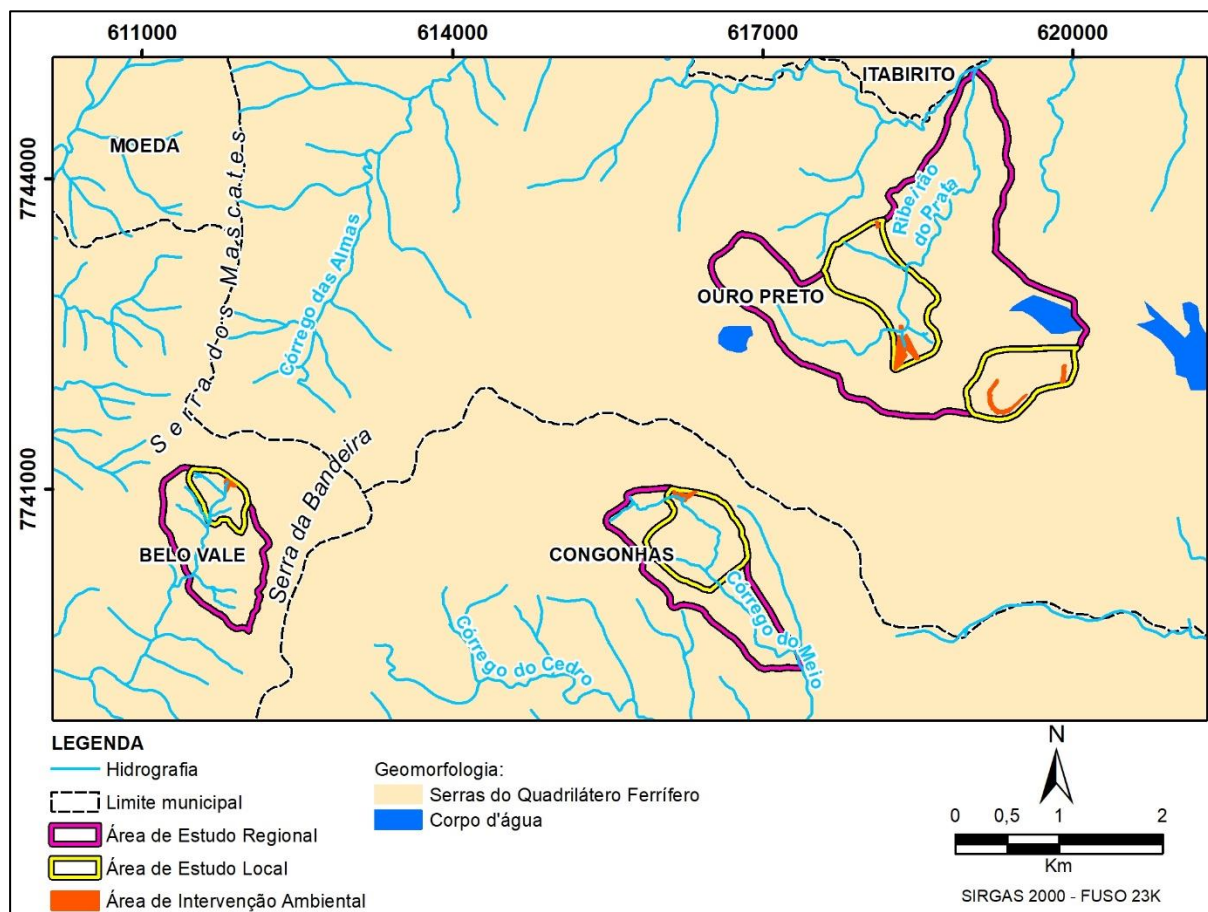 611000 614000 617000 620000
7744000
7741000
ITABIRITO
MOEDA
Serra dos Mascates
Córrego das Almas
Ribeirão
do Prata
OURO PRETO
Serra da Bandeira
BELO VALE
CONGONHAS
Córrego do Meio
Córrego do Cedro
LEGENDA
Hidrografia
Limite municipal
Área de Estudo Regional
Área de Estudo Local
Área de Intervenção Ambiental
Geomorfologia:
Serras do Quadrilátero Ferrífero
Corpo d'água
N
0 0,5 1 2
Km
SIRGAS 2000 - FUSO 23K